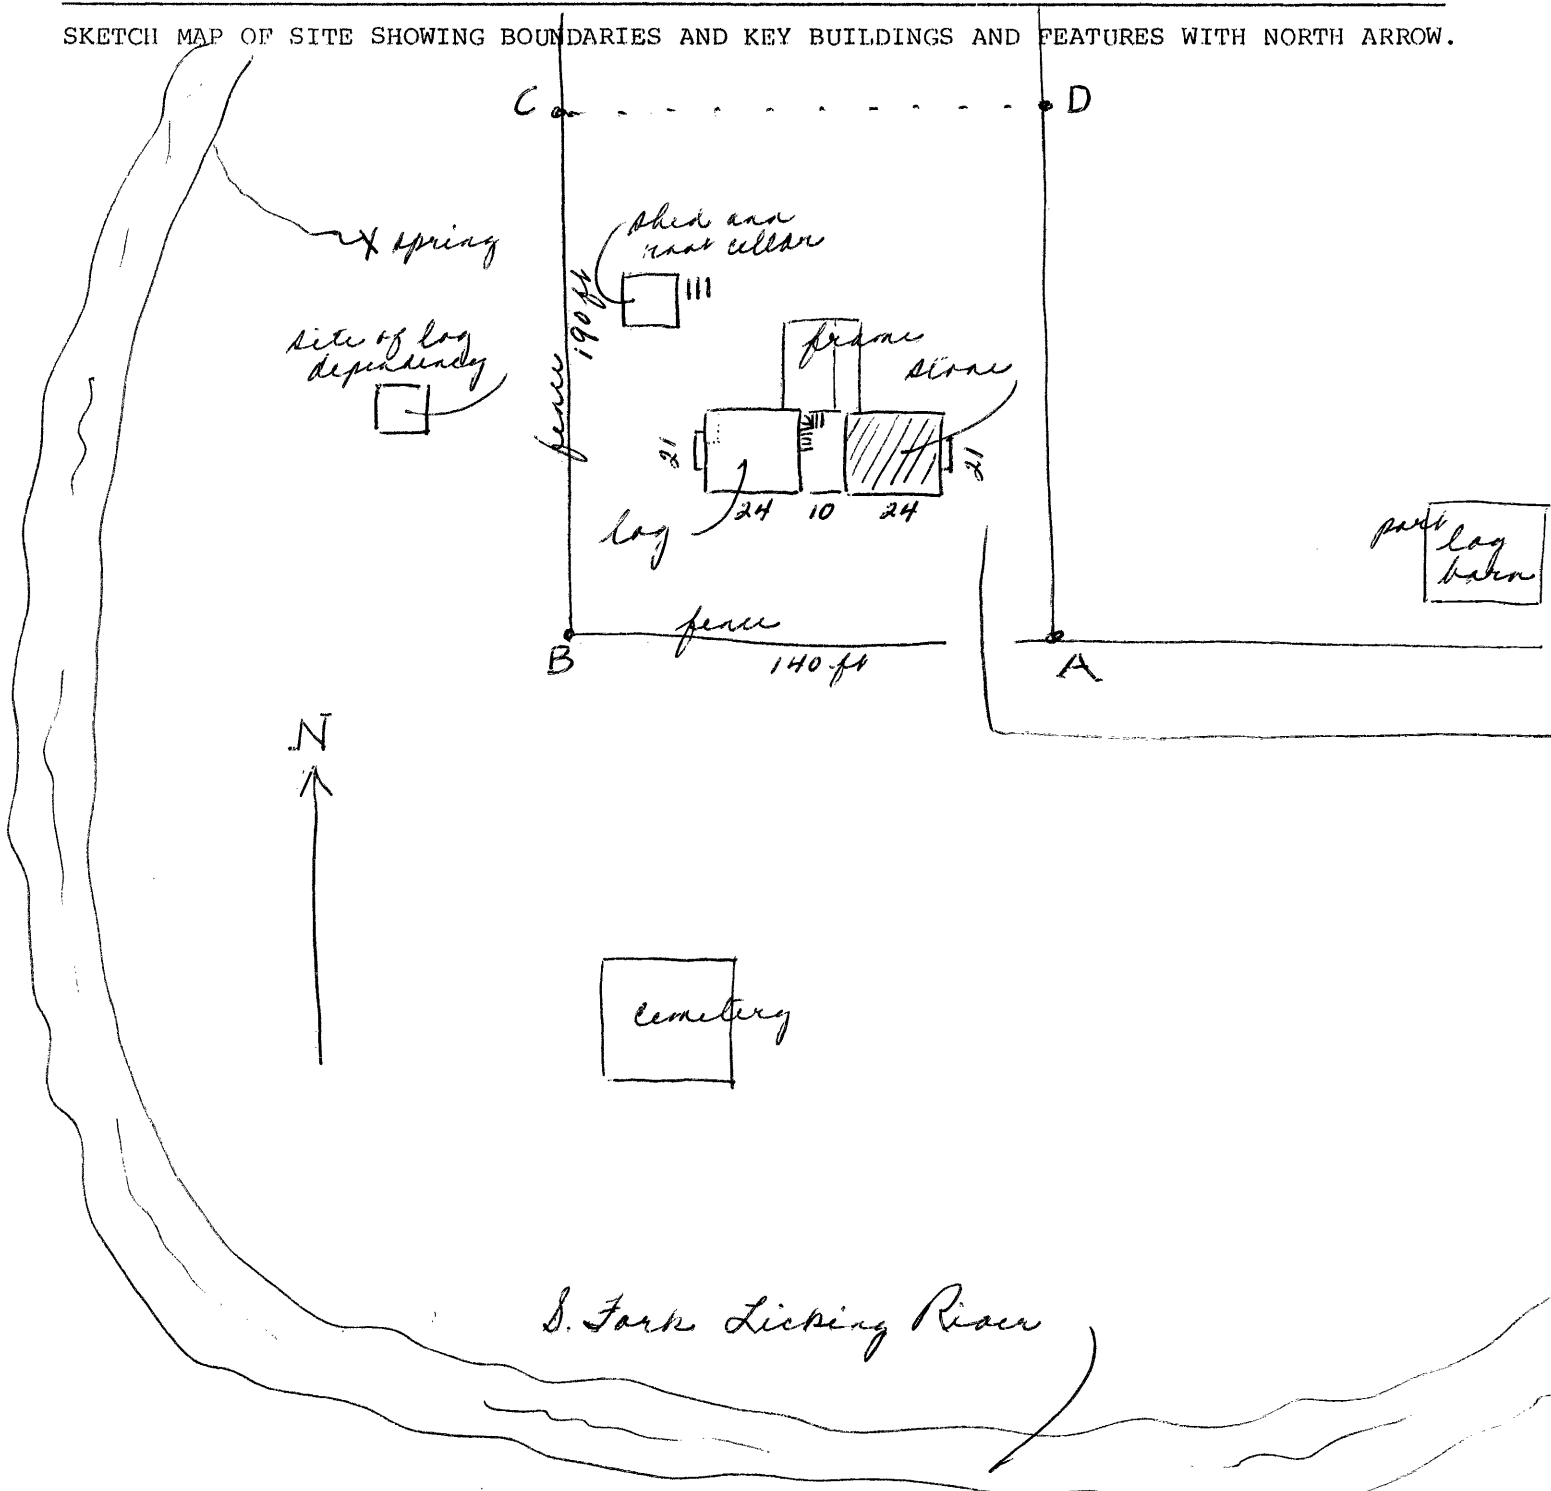 SKETCH MAP OF SITE SHOWING BOUNDARIES AND KEY BUILDINGS AND FEATURES WITH NORTH ARROW.
C
D
shed and
root cellar
X spring
190 ft
fence
site of log
dependency
frame
stone
21
21
24
10
24
log
part
log
barn
fence
B
140 ft
A
N
cemetery
S. Fork Licking River